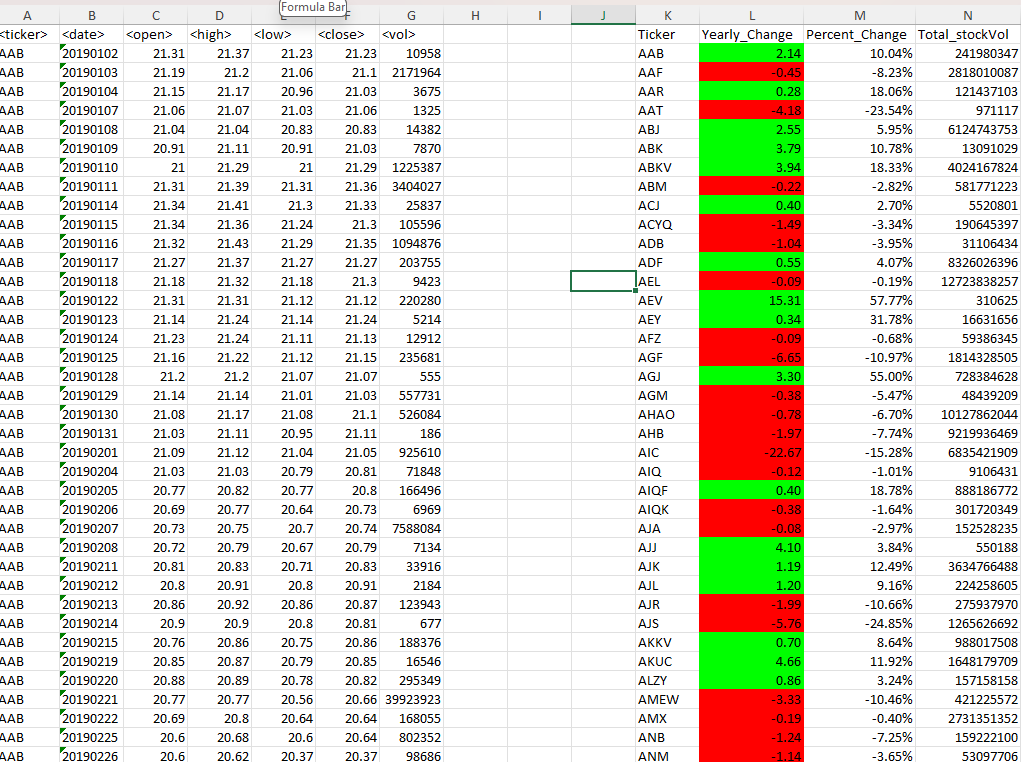 Formula Bar
A B C D E F G H I J K L M N
<ticker> <date> <open> <high> <low> <close> <vol> Ticker Yearly_Change Percent_Change Total_stockVol
AAB 20190102 21.31 21.37 21.23 21.23 10958 AAB 2.14 10.04% 241980347
AAB 20190103 21.19 21.2 21.06 21.1 2171964 AAF -0.45 -8.23% 2818010087
AAB 20190104 21.15 21.17 20.96 21.03 3675 AAR 0.28 18.06% 121437103
AAB 20190107 21.06 21.07 21.03 21.06 1325 AAT -4.18 -23.54% 971117
AAB 20190108 21.04 21.04 20.83 20.83 14382 ABJ 2.55 5.95% 6124743753
AAB 20190109 20.91 21.11 20.91 21.03 7870 ABK 3.79 10.78% 13091029
AAB 20190110 21 21.29 21 21.29 1225387 ABKV 3.94 18.33% 4024167824
AAB 20190111 21.31 21.39 21.31 21.36 3404027 ABM -0.22 -2.82% 581771223
AAB 20190114 21.34 21.41 21.3 21.33 25837 ACJ 0.40 2.70% 5520801
AAB 20190115 21.34 21.36 21.24 21.3 105596 ACYQ -1.49 -3.34% 190645397
AAB 20190116 21.32 21.43 21.29 21.35 1094876 ADB -1.04 -3.95% 31106434
AAB 20190117 21.27 21.37 21.27 21.27 203755 ADF 0.55 4.07% 8326026396
AAB 20190118 21.18 21.32 21.18 21.3 9423 AEL -0.09 -0.19% 12723838257
AAB 20190122 21.31 21.31 21.12 21.12 220280 AEV 15.31 57.77% 310625
AAB 20190123 21.14 21.24 21.14 21.24 5214 AEY 0.34 31.78% 16631656
AAB 20190124 21.23 21.24 21.11 21.13 12912 AFZ -0.09 -0.68% 59386345
AAB 20190125 21.16 21.22 21.12 21.15 235681 AGF -6.65 -10.97% 1814328505
AAB 20190128 21.2 21.2 21.07 21.07 555 AGJ 3.30 55.00% 728384628
AAB 20190129 21.14 21.14 21.01 21.03 557731 AGM -0.38 -5.47% 48439209
AAB 20190130 21.08 21.17 21.08 21.1 526084 AHAO -0.78 -6.70% 10127862044
AAB 20190131 21.03 21.11 20.95 21.11 186 AHB -1.97 -7.74% 9219936469
AAB 20190201 21.09 21.12 21.04 21.05 925610 AIC -22.67 -15.28% 6835421909
AAB 20190204 21.03 21.03 20.79 20.81 71848 AIQ -0.12 -1.01% 9106431
AAB 20190205 20.77 20.82 20.77 20.8 166496 AIQF 0.40 18.78% 888186772
AAB 20190206 20.69 20.77 20.64 20.73 6969 AIQK -0.38 -1.64% 301720349
AAB 20190207 20.73 20.75 20.7 20.74 7588084 AJA -0.08 -2.97% 152528235
AAB 20190208 20.72 20.79 20.67 20.79 7134 AJJ 4.10 3.84% 550188
AAB 20190211 20.81 20.83 20.71 20.83 33916 AJK 1.19 12.49% 3634766488
AAB 20190212 20.8 20.91 20.8 20.91 2184 AJL 1.20 9.16% 224258605
AAB 20190213 20.86 20.92 20.86 20.87 123943 AJR -1.99 -10.66% 275937970
AAB 20190214 20.9 20.9 20.8 20.81 677 AJS -5.76 -24.85% 1265626692
AAB 20190215 20.76 20.86 20.75 20.86 188376 AKKV 0.70 8.64% 988017508
AAB 20190219 20.85 20.87 20.79 20.85 16546 AKUC 4.66 11.92% 1648179709
AAB 20190220 20.88 20.89 20.78 20.82 295349 ALZY 0.86 3.24% 157158158
AAB 20190221 20.77 20.77 20.56 20.66 39923923 AMEW -3.33 -10.46% 421225572
AAB 20190222 20.69 20.8 20.64 20.64 168055 AMX -0.19 -0.40% 2731351352
AAB 20190225 20.6 20.68 20.6 20.64 802352 ANB -1.24 -7.25% 159222100
AAB 20190226 20.6 20.62 20.37 20.37 98686 ANM -1.14 -3.65% 53097706